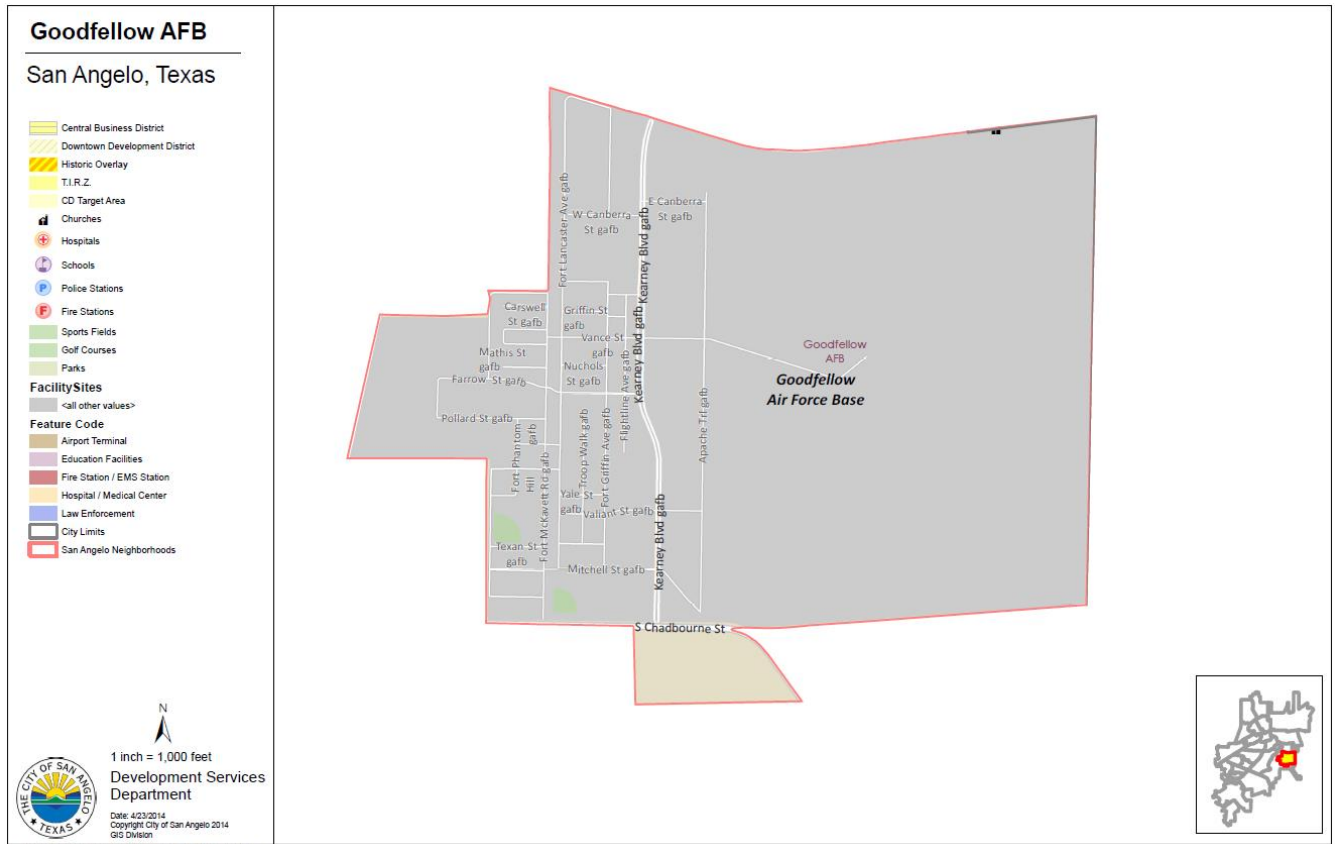 Goodfellow AFB
San Angelo, Texas
Central Business District
Downtown Development District
Historic Overlay
T.I.R.Z.
CD Target Area
Churches
Hospitals
Schools
P
Police Stations
F
Fire Stations
Sports Fields
Golf Courses
Parks
FacilitySites
<all other values>
Feature Code
Airport Terminal
Education Facilities
Fire Station / EMS Station
Hospital / Medical Center
Law Enforcement
City Limits
San Angelo Neighborhoods
N
1 inch = 1,000 feet
Development Services
Department
Date: 4/23/2014
Copyright City of San Angelo 2014
GIS Division
THE CITY OF SAN ANGELO
TEXAS
Fort Lancaster Ave gafb
W Canberra
St gafb
E Canberra
St gafb
Kearney Blvd gafb
Kearney Blvd gafb
Carswell
St gafb
Griffin St
gafb
Vance St
gafb
Mathis St
gafb
Nuchols
St gafb
Farrow St gafb
Flightline Ave gafb
Pollard St gafb
Fort Phantom
Hill
gafb
Fort McKavett Rd gafb
Troop Walk gafb
Fort Griffin Ave gafb
Apache Trl gafb
Yale St
gafb
Valiant St gafb
Texan St
gafb
Mitchell St gafb
Kearney Blvd gafb
S Chadbourne St
Goodfellow
AFB
Goodfellow
Air Force Base